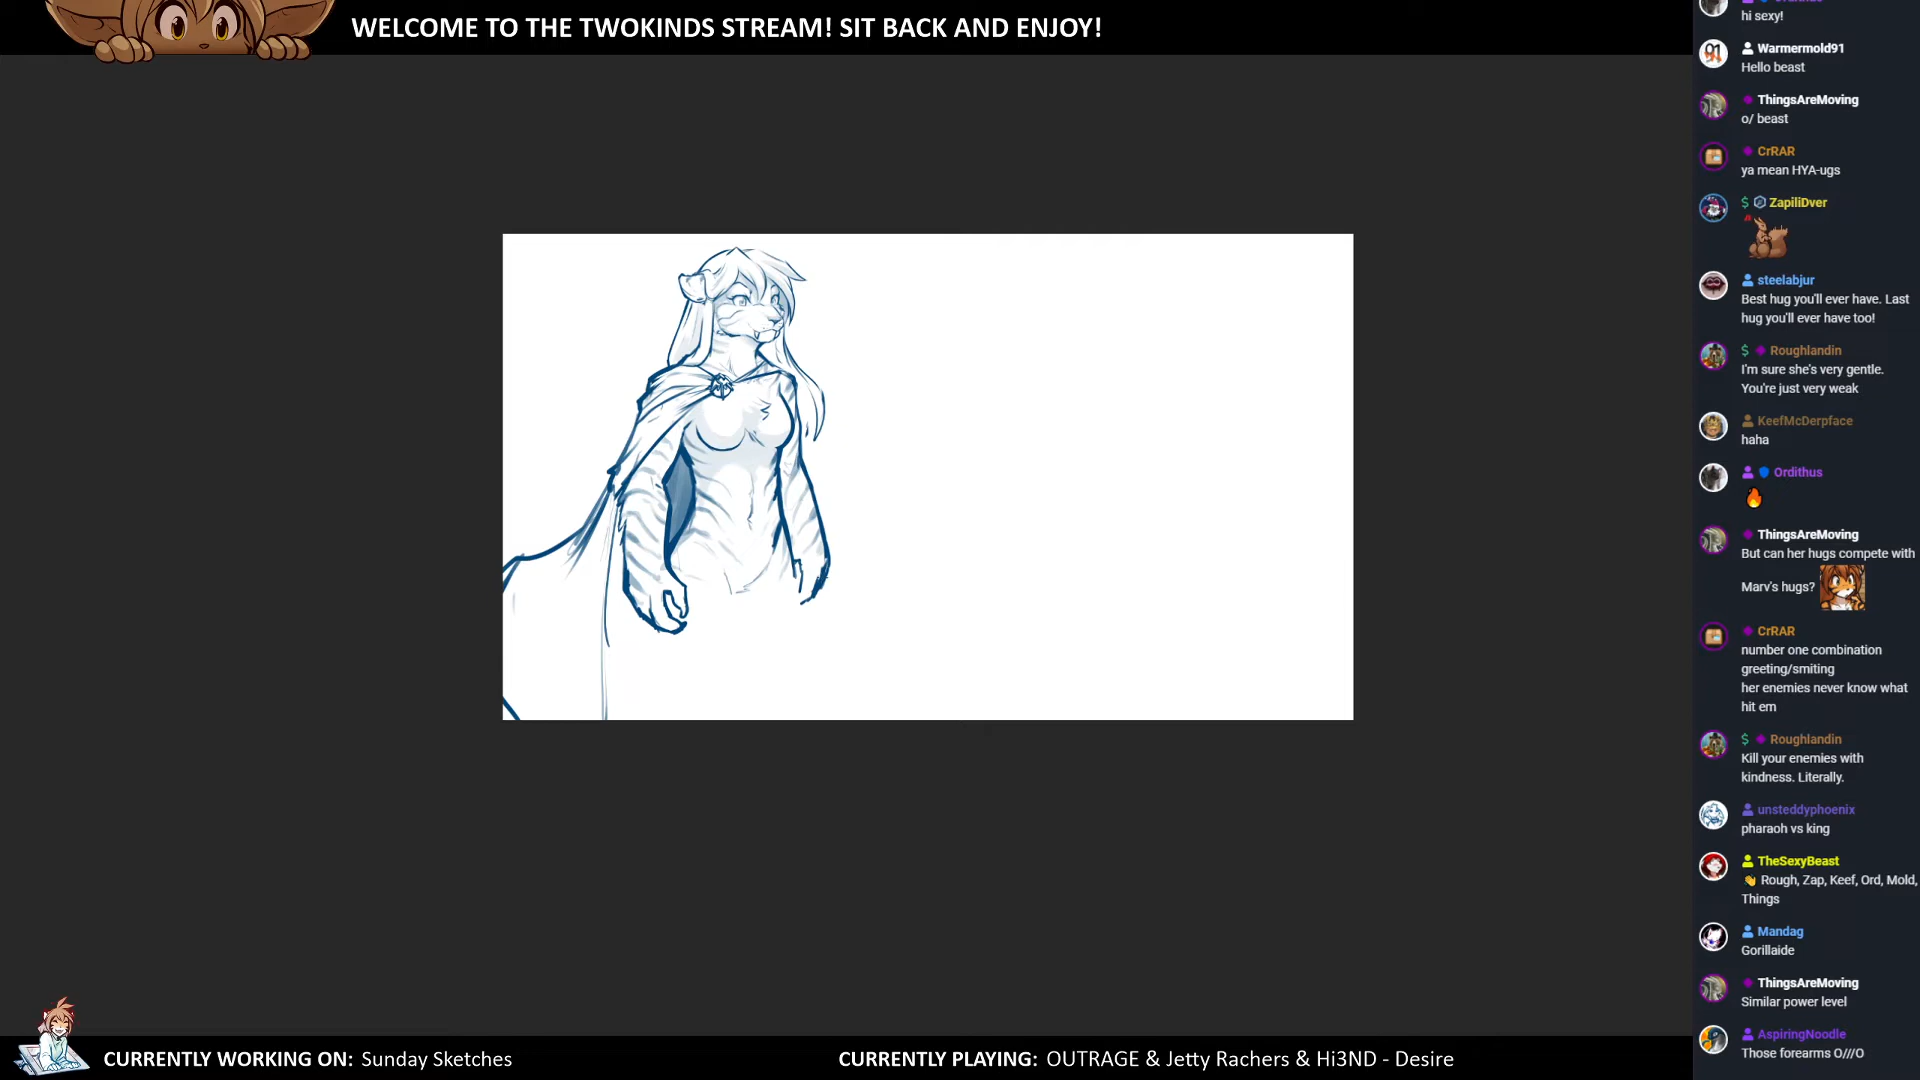 WELCOME TO THE TWOKINDS STREAM! SIT BACK AND ENJOY!
hi sexy!
Warmermold91
Hello beast
ThingsAreMoving
o/ beast
CrRAR
ya mean HYA-ugs
ZapiliDver
steelabjur
Best hug you'll ever have. Last
hug you'll ever have too!
Roughlandin
I'm sure she's very gentle.
You're just very weak
KeefMcDerpface
haha
Ordithus
ThingsAreMoving
But can her hugs compete with
Marv's hugs?
CrRAR
number one combination
greeting/smiting
her enemies never know what
hit em
Roughlandin
Kill your enemies with
kindness. Literally.
unsteddyphoenix
pharaoh vs king
TheSexyBeast
Rough, Zap, Keef, Ord, Mold,
Things
Mandag
Gorillaide
ThingsAreMoving
Similar power level
AspiringNoodle
Those forearms O///O
CURRENTLY WORKING ON: Sunday Sketches
CURRENTLY PLAYING: OUTRAGE & Jetty Rachers & Hi3ND - Desire